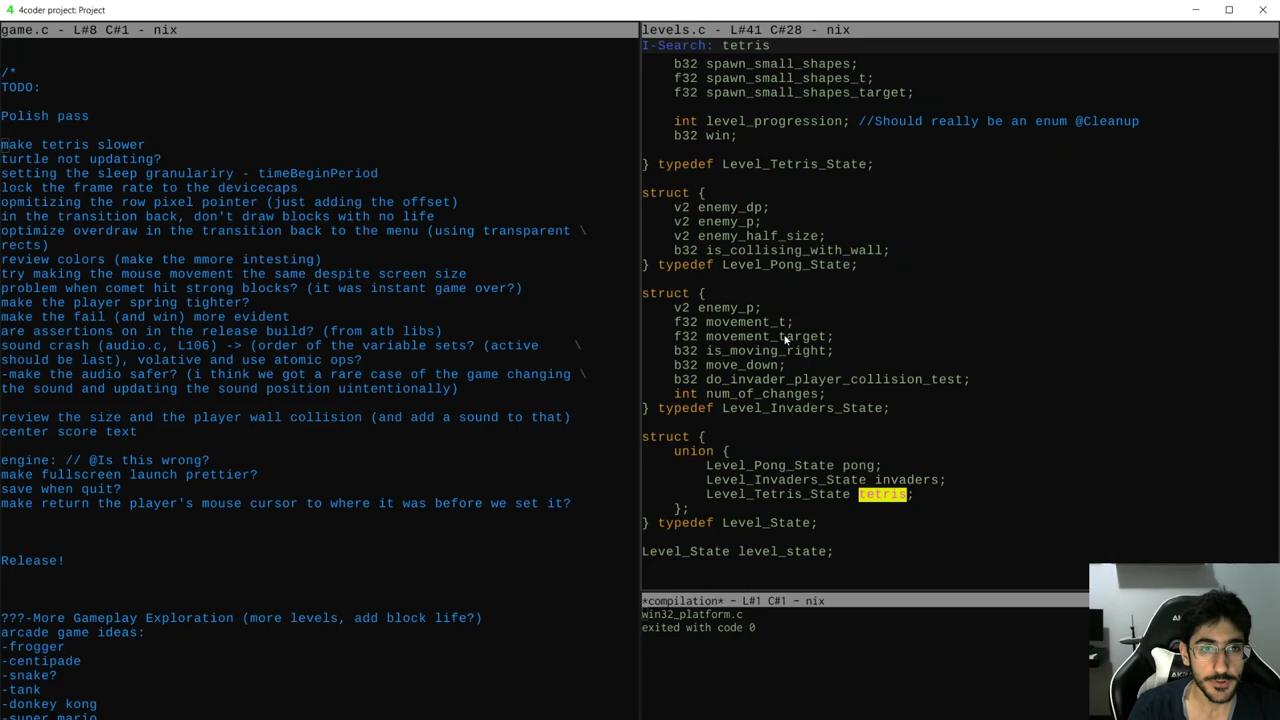 4coder project: Project
game.c - L#8 C#1 - nix
/*
TODO:
Polish pass
make tetris slower
turtle not updating?
setting the sleep granulariry - timeBeginPeriod
lock the frame rate to the devicecaps
opmitizing the row pixel pointer (just adding the offset)
in the transition back, don't draw blocks with no life
optimize overdraw in the transition back to the menu (using transparent \
rects)
review colors (make the mmore intesting)
try making the mouse movement the same despite screen size
problem when comet hit strong blocks? (it was instant game over?)
make the player spring tighter?
make the fail (and win) more evident
are assertions on in the release build? (from atb libs)
sound crash (audio.c, L106) -> (order of the variable sets? (active \
should be last), volative and use atomic ops?
-make the audio safer? (i think we got a rare case of the game changing \
the sound and updating the sound position uintentionally)
review the size and the player wall collision (and add a sound to that)
center score text
engine: // @Is this wrong?
make fullscreen launch prettier?
save when quit?
make return the player's mouse cursor to where it was before we set it?
Release!
???-More Gameplay Exploration (more levels, add block life?)
arcade game ideas:
-frogger
-centipade
-snake?
-tank
-donkey kong
-super mario
levels.c - L#41 C#28 - nix
I-Search: tetris
b32 spawn_small_shapes;
f32 spawn_small_shapes_t;
f32 spawn_small_shapes_target;
int level_progression; //Should really be an enum @Cleanup
b32 win;
} typedef Level_Tetris_State;
struct {
v2 enemy_dp;
v2 enemy_p;
v2 enemy_half_size;
b32 is_collising_with_wall;
} typedef Level_Pong_State;
struct {
v2 enemy_p;
f32 movement_t;
f32 movement_target;
b32 is_moving_right;
b32 move_down;
b32 do_invader_player_collision_test;
int num_of_changes;
} typedef Level_Invaders_State;
struct {
union {
Level_Pong_State pong;
Level_Invaders_State invaders;
Level_Tetris_State tetris;
};
} typedef Level_State;
Level_State level_state;
*compilation* - L#1 C#1 - nix
win32_platform.c
exited with code 0